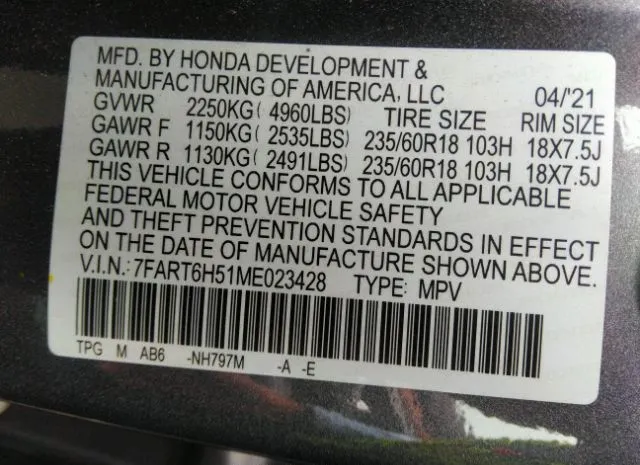 MFD. BY HONDA DEVELOPMENT &
MANUFACTURING OF AMERICA, LLC 04/'21
GVWR 2250KG( 4960LBS) TIRE SIZE RIM SIZE
GAWR F 1150KG( 2535LBS) 235/60R18 103H 18X7.5J
GAWR R 1130KG( 2491LBS) 235/60R18 103H 18X7.5J
THIS VEHICLE CONFORMS TO ALL APPLICABLE
FEDERAL MOTOR VEHICLE SAFETY
AND THEFT PREVENTION STANDARDS IN EFFECT
ON THE DATE OF MANUFACTURE SHOWN ABOVE.
V.I.N.:7FART6H51ME023428 TYPE: MPV
TPG M AB6 -NH797M -A -E